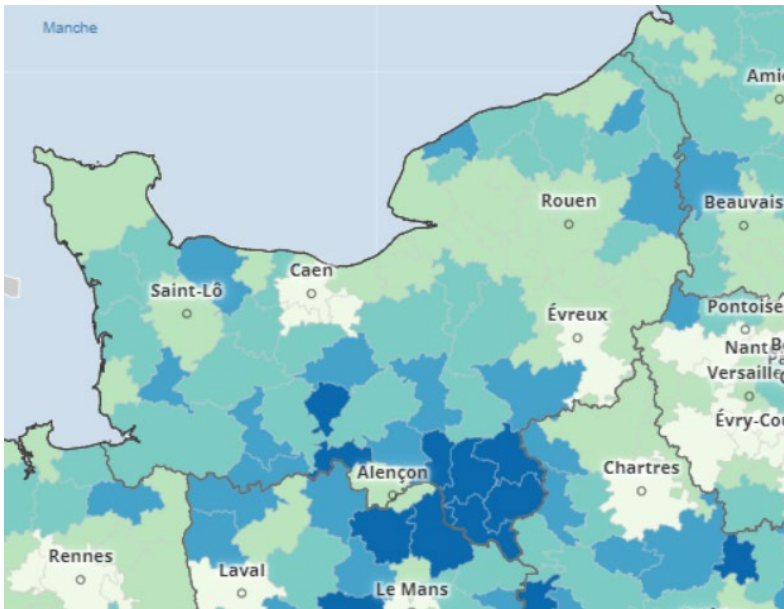 Manche
Amie
Rouen
Beauvais
Caen
Saint-Lô
Évreux
Pontoise
Nant
Versaille
Évry-Cou
Alençon
Chartres
Rennes
Laval
Le Mans